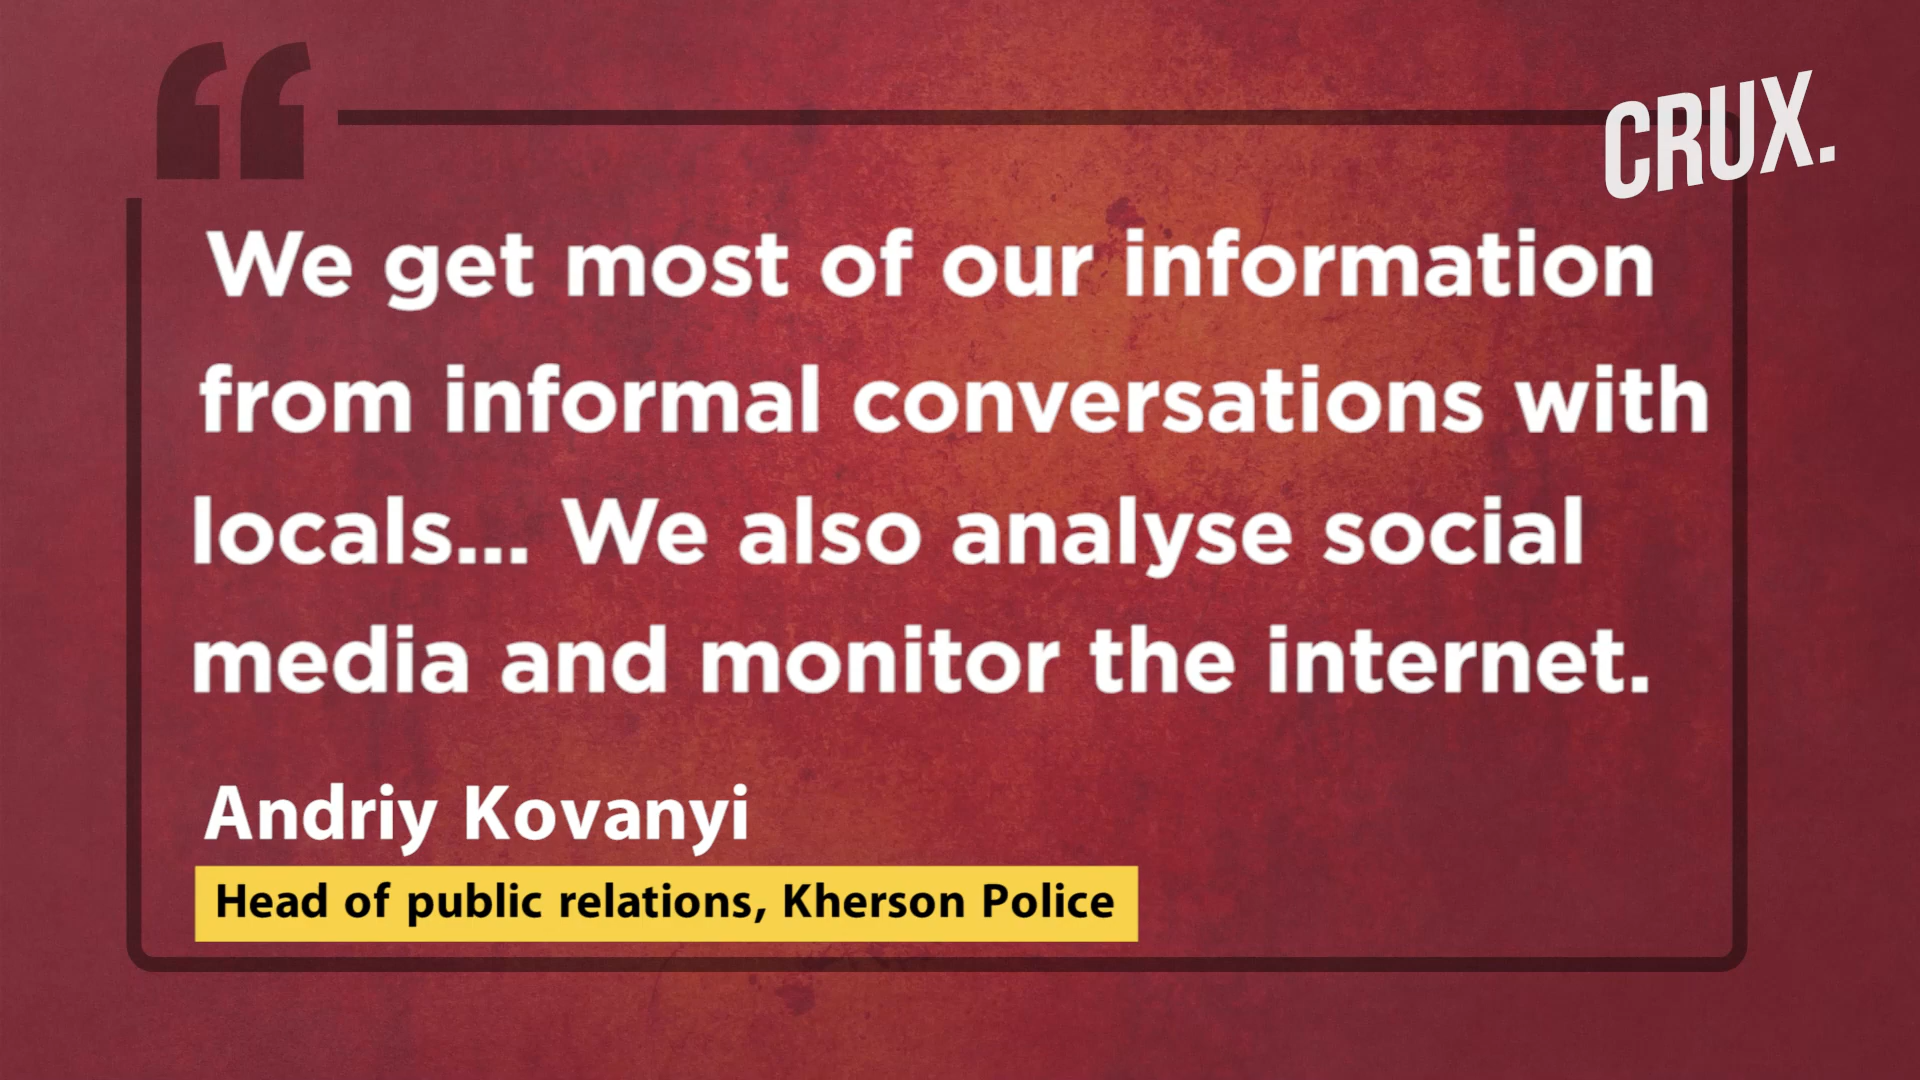 CRUX.
We get most of our information
from informal conversations with
locals... We also analyse social
media and monitor the internet.
Andriy Kovanyi
Head of public relations, Kherson Police